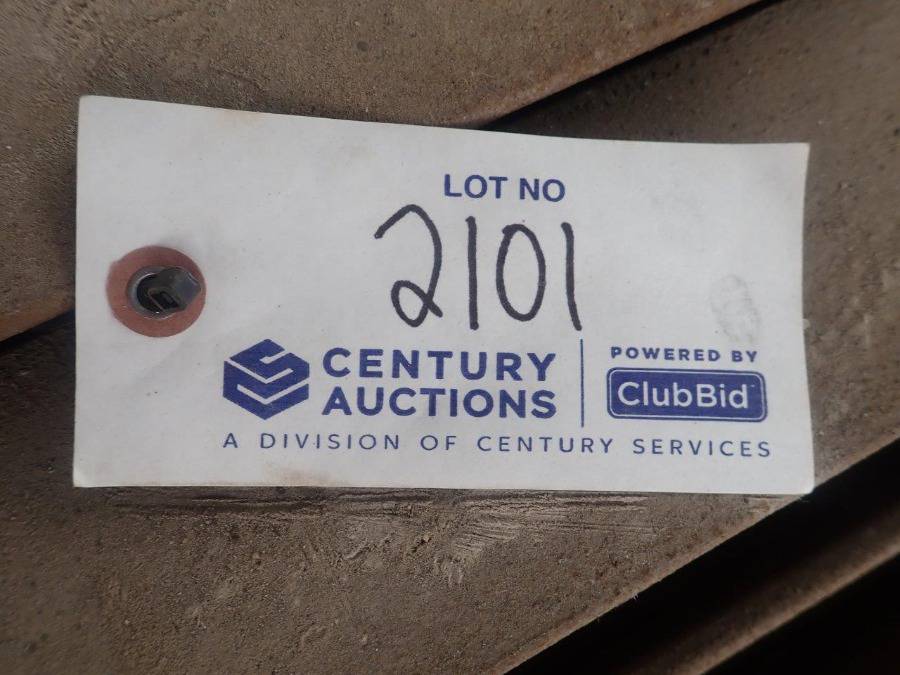 LOT NO
2101
CENTURY
AUCTIONS
POWERED BY
ClubBid
A DIVISION OF CENTURY SERVICES